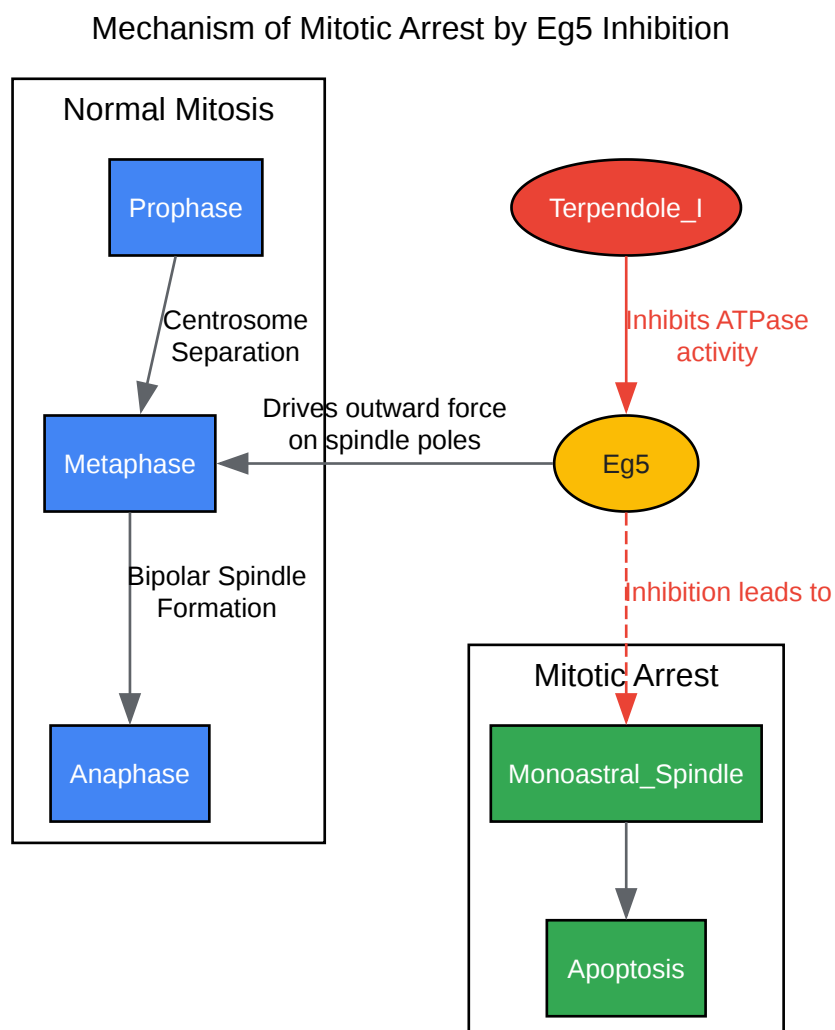 Mechanism of Mitotic Arrest by Eg5 Inhibition
Normal Mitosis
Prophase
Terpendole_I
Centrosome
Separation
Inhibits ATPase
activity
Drives outward force
on spindle poles
Metaphase
Eg5
Bipolar Spindle
Formation
Inhibition leads to
Mitotic Arrest
Anaphase
Monoastral_Spindle
Apoptosis